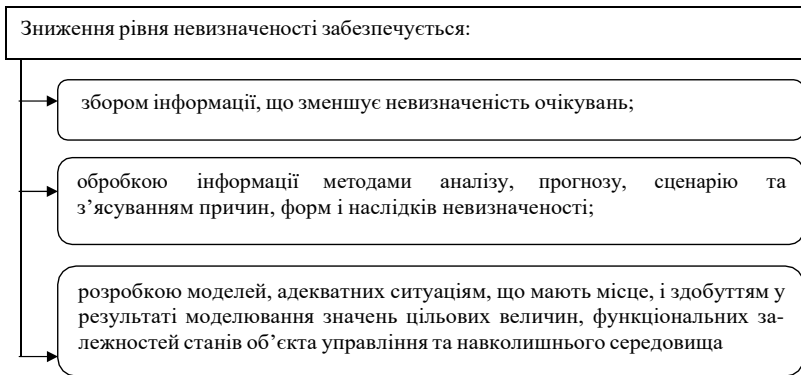 Зниження рівня невизначеності забезпечується:
збором інформації, що зменшує невизначеність очікувань;
обробкою інформації методами аналізу, прогнозу, сценарію та
з’ясуванням причин, форм і наслідків невизначеності;
розробкою моделей, адекватних ситуаціям, що мають місце, і здобуттям у
результаті моделювання значень цільових величин, функціональних за-
лежностей станів об’єкта управління та навколишнього середовища